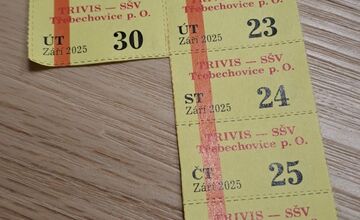 TRIVIS — SŠV
Třebechovice p. O.
ÚT 30
Září 2025
TRIVIS — SŠV
Třebechovice p. O.
ÚT 23
Září 2025
TRIVIS — SŠV
Třebechovice p. O.
ST 24
Září 2025
TRIVIS — SŠV
Třebechovice p. O.
ČT 25
Září 2025
TRIVIS — SŠV